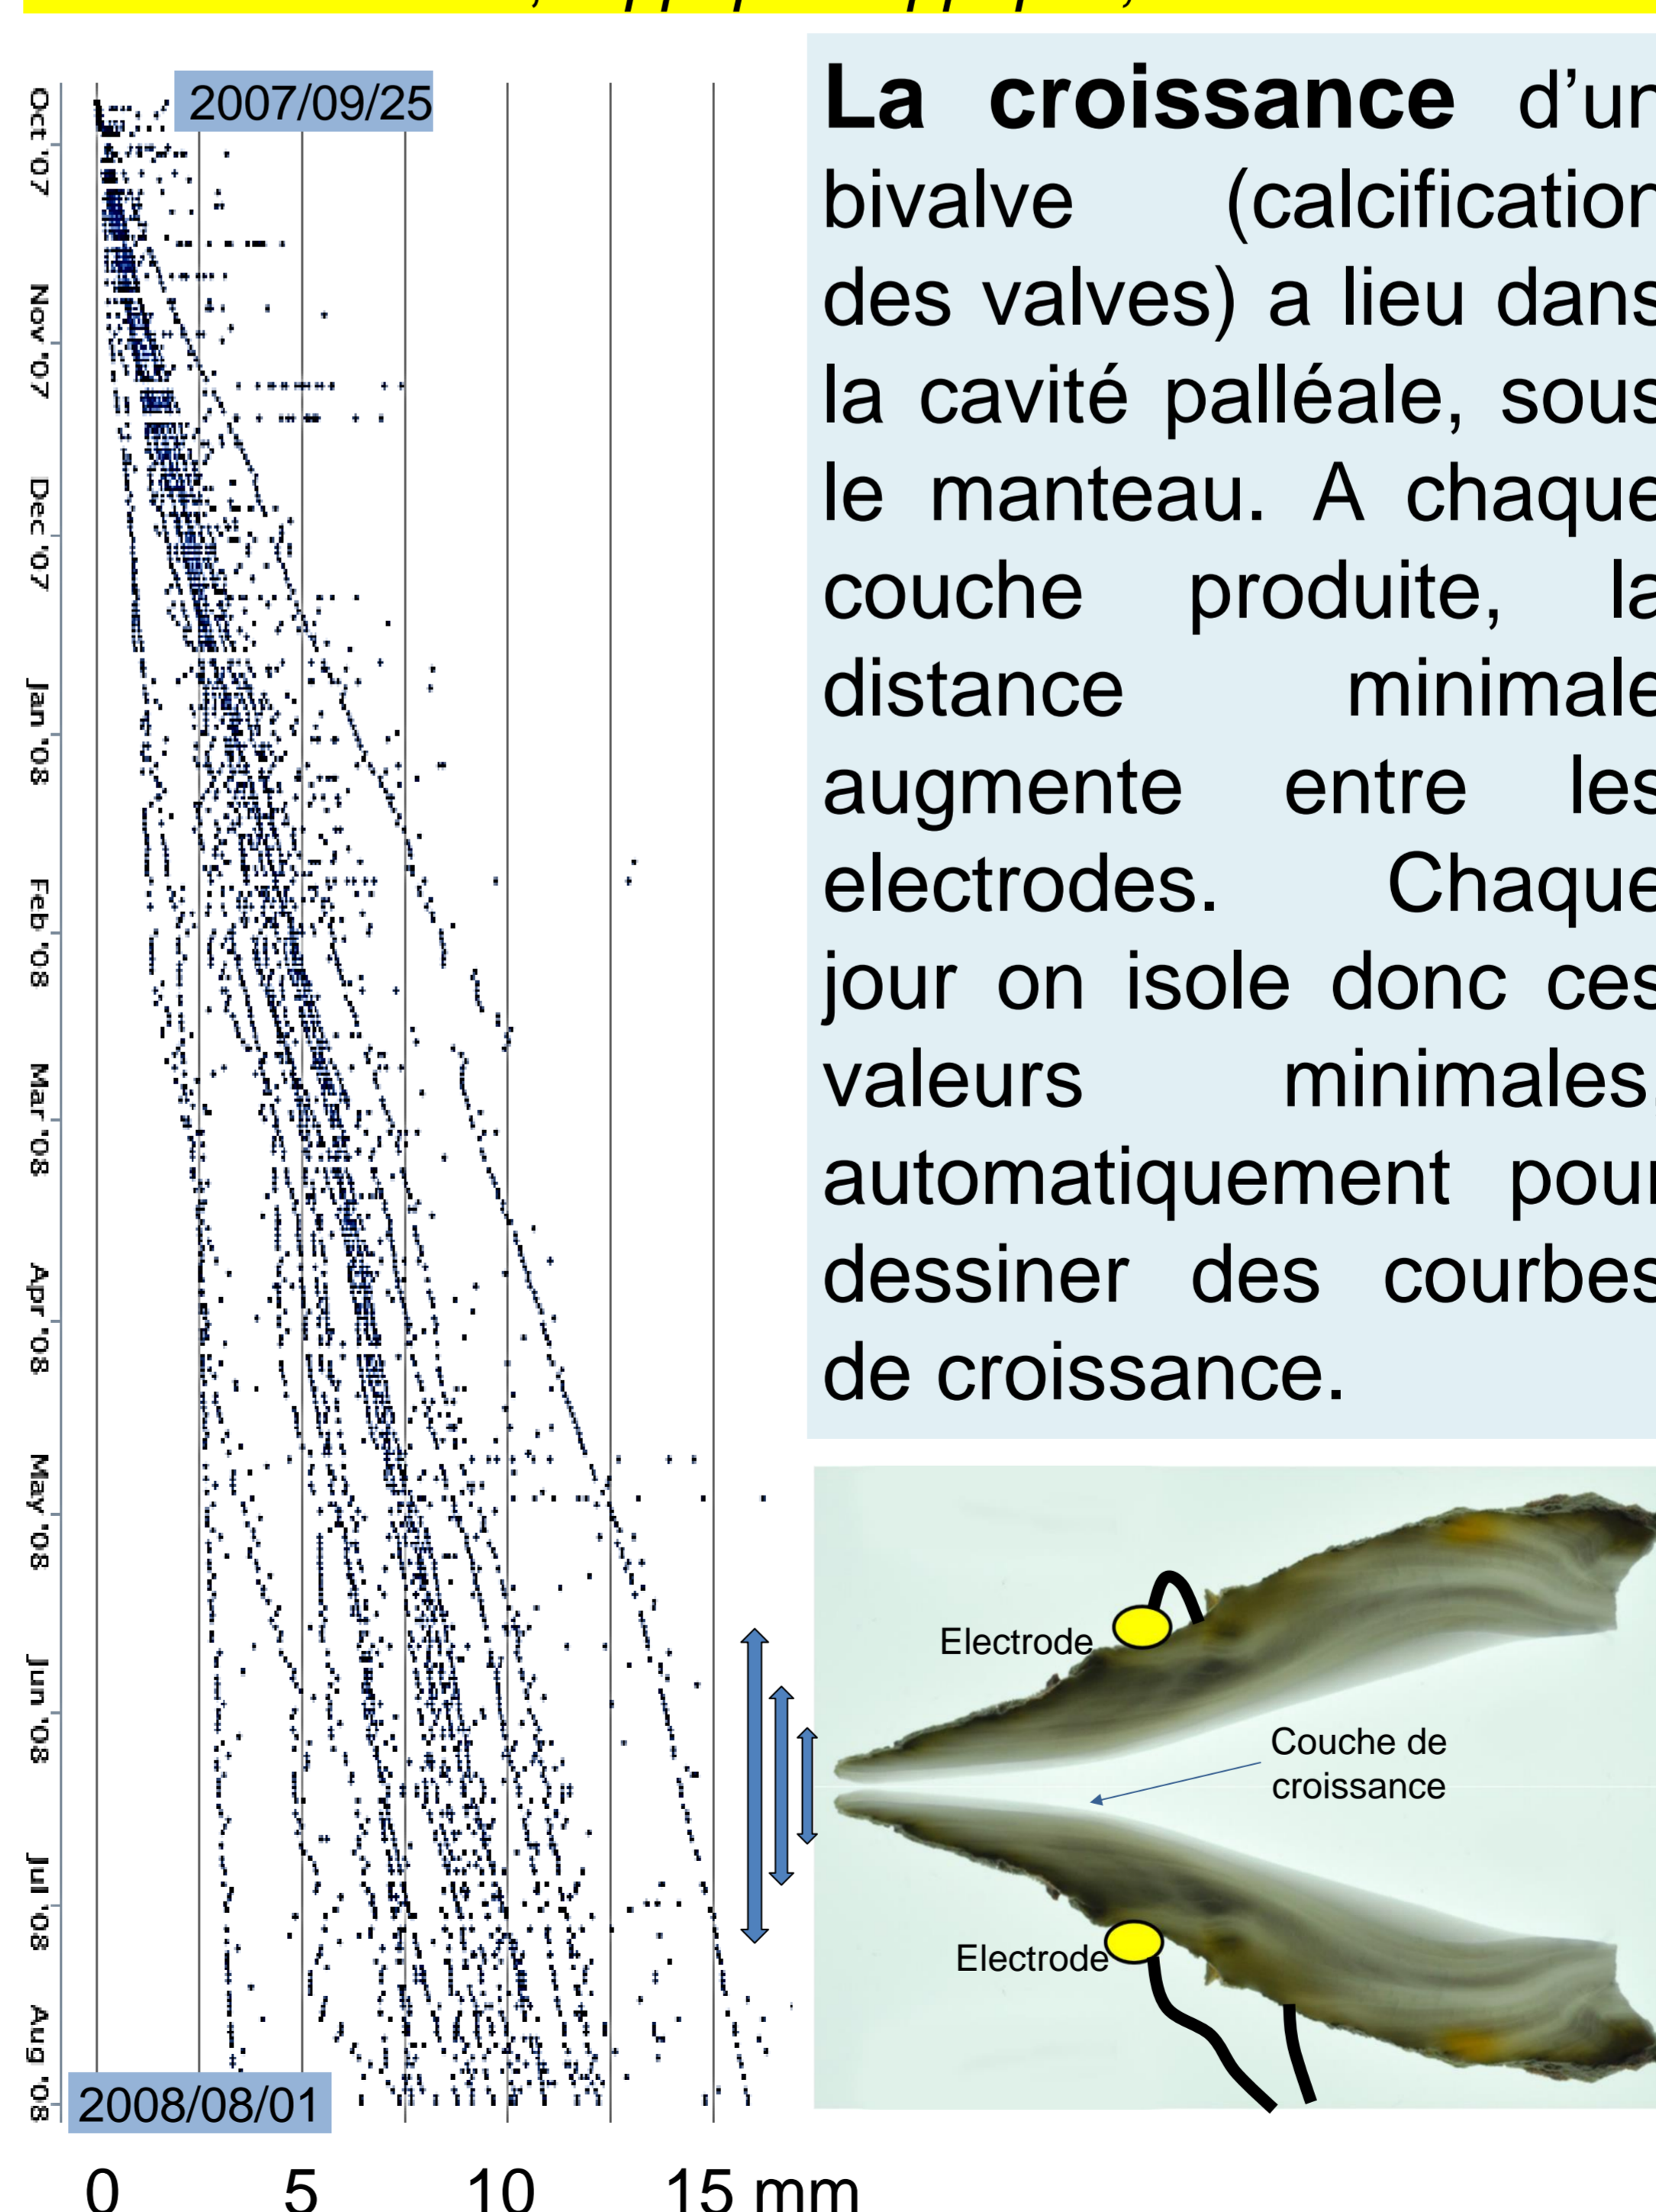 2007/09/25
Oct '07
Nov '07
Dec '07
Jan '08
Feb '08
Mar '08
Apr '08
May '08
Jun '08
Jul '08
Aug '08
2008/08/01
0 5 10 15 mm
La croissance d'un
bivalve (calcification
des valves) a lieu dans
la cavité palléale, sous
le manteau. A chaque
couche produite, la
distance minimale
augmente entre les
electrodes. Chaque
jour on isole donc ces
valeurs minimales,
automatiquement pour
dessiner des courbes
de croissance.
Electrode
Couche de
croissance
Electrode